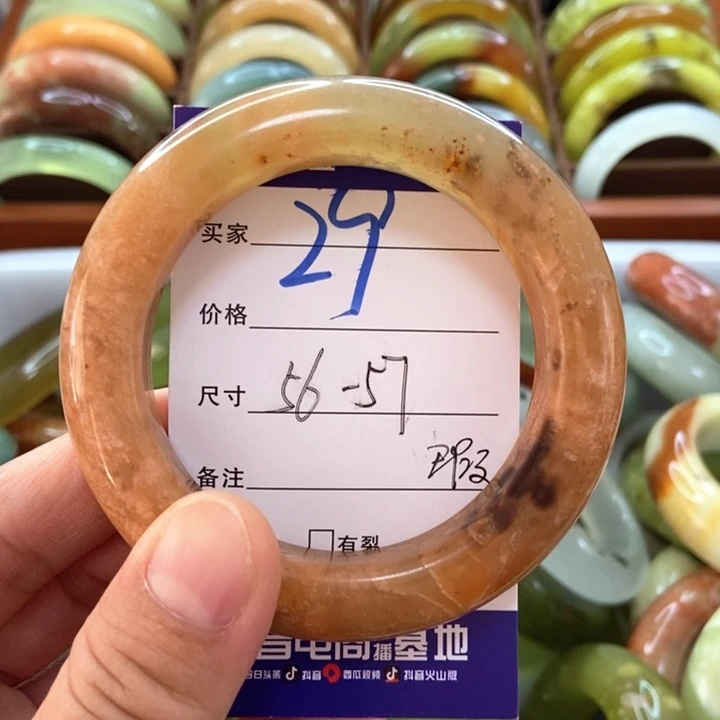 29
买家
价格
尺寸 56-57
备注
有裂
音电商直播基地
今日头条 抖音 西瓜视频 抖音火山版